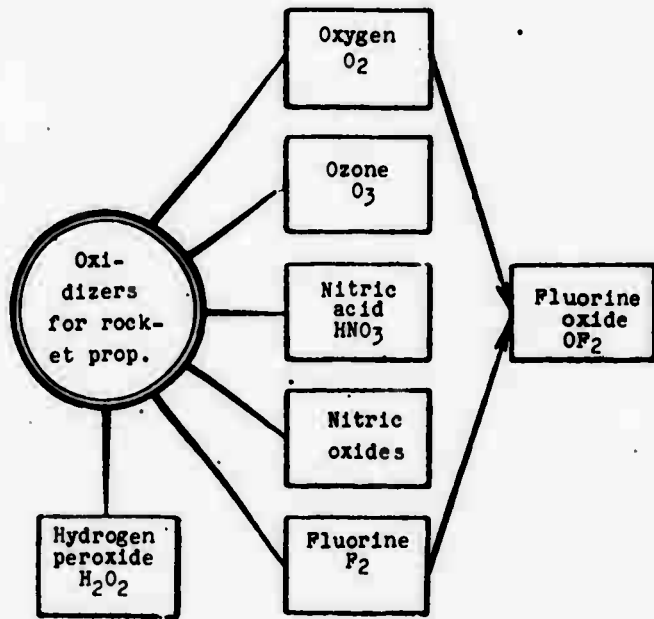 Oxygen
O2
Ozone
O3
Oxi-
dizers
for rock-
et prop.
Nitric
acid
HNO3
Fluorine
oxide
OF2
Nitric
oxides
Hydrogen
peroxide
H2O2
Fluorine
F2